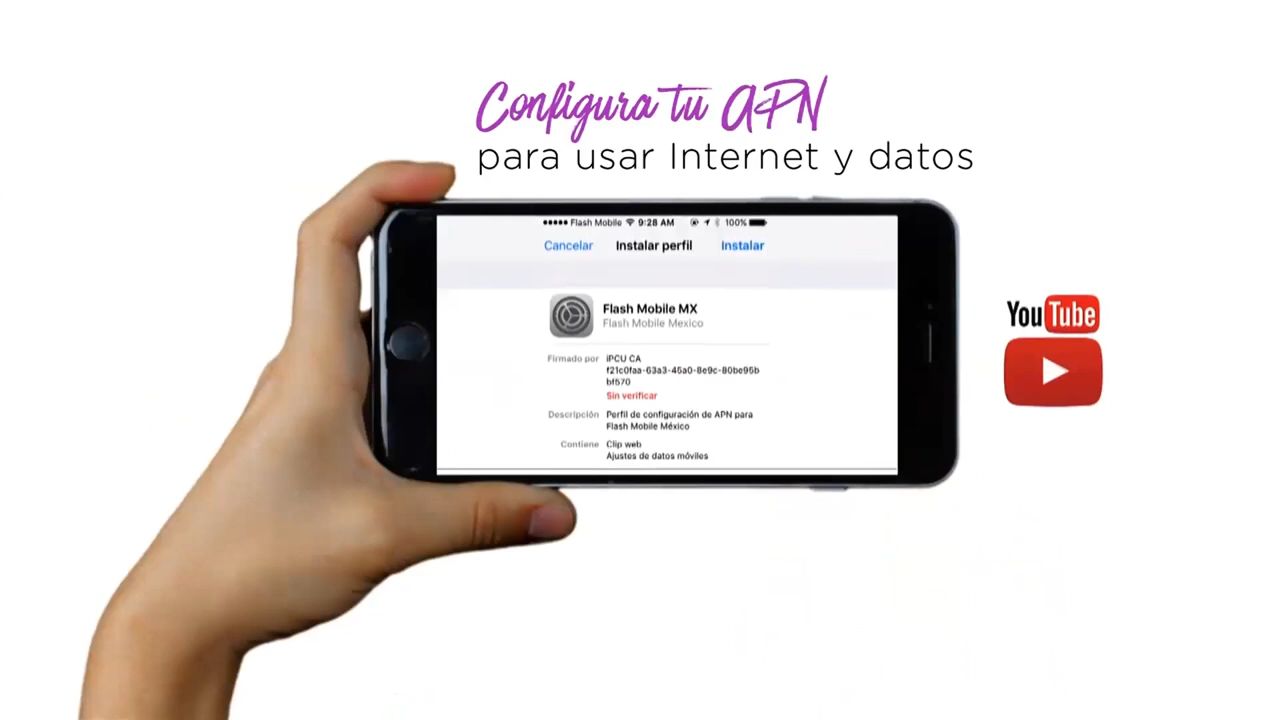 Configura tu APN
para usar Internet y datos
Flash Mobile 9:28 AM 100%
Cancelar Instalar perfil Instalar
Flash Mobile MX
Flash Mobile Mexico
Firmado por iPCU CA
f21c0faa-63a3-45a0-8e9c-80be95b
bf570
Sin verificar
Descripción Perfil de configuración de APN para
Flash Mobile México
Contiene Clip web
Ajustes de datos móviles
YouTube